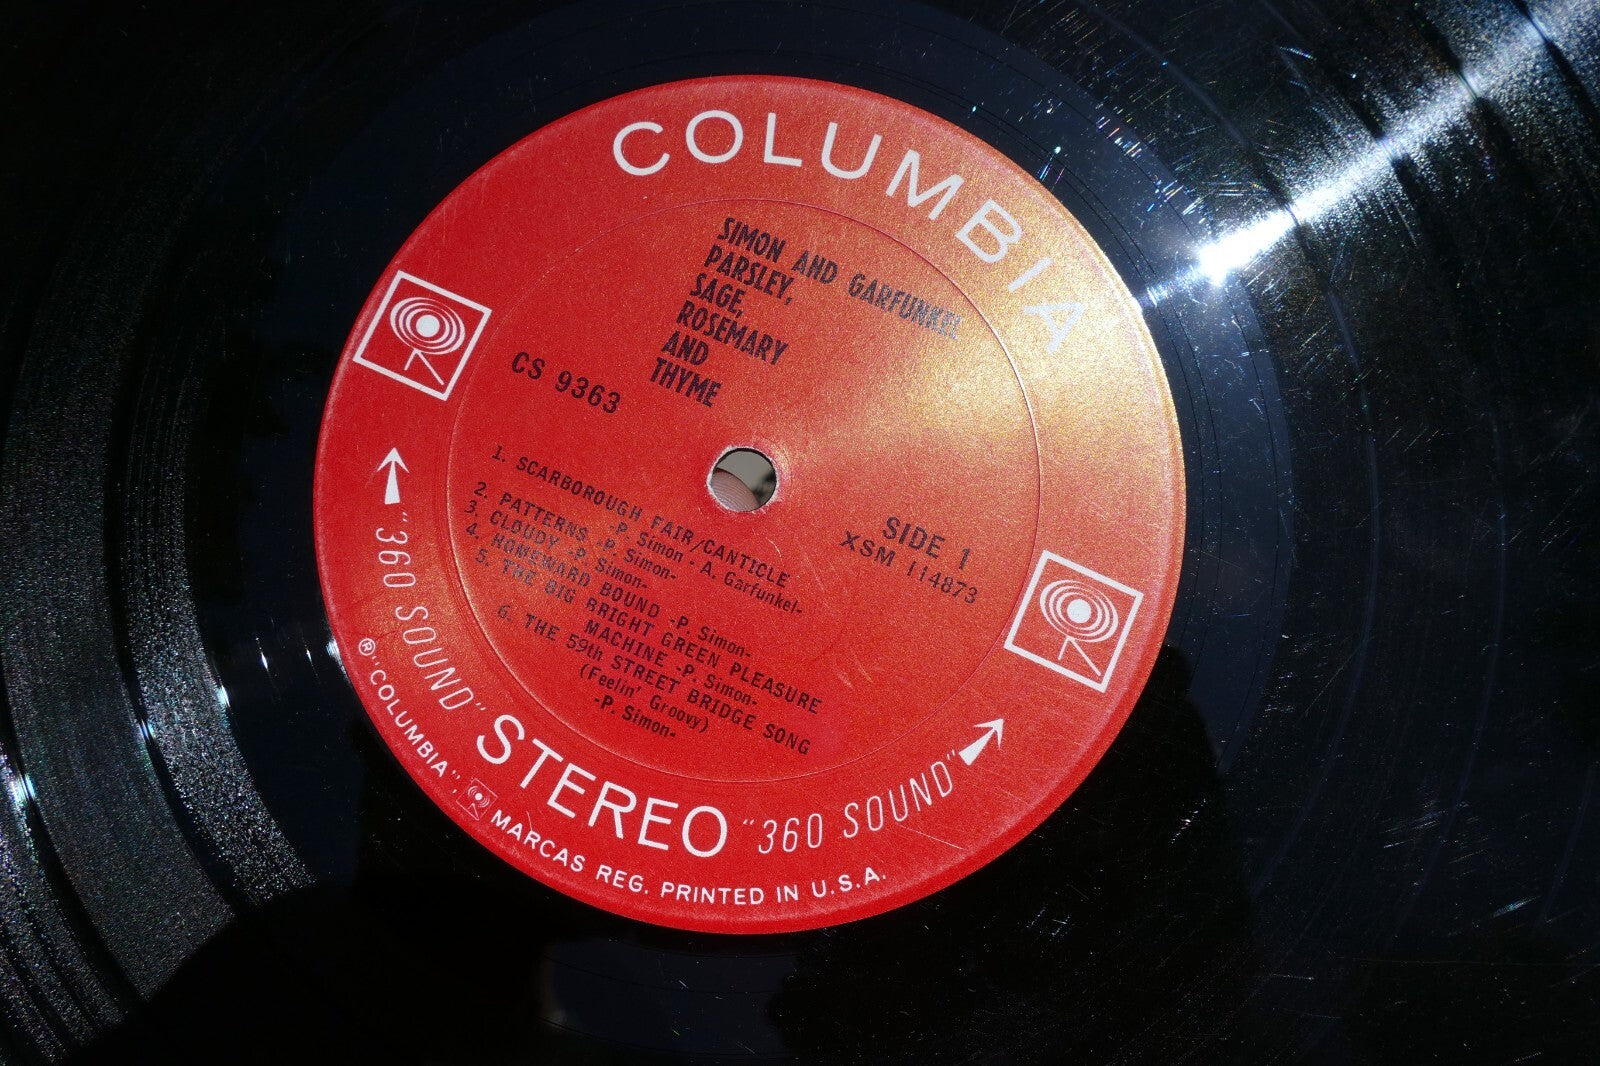 COLUMBIA
SIMON AND GARFUNKEL
PARSLEY,
SAGE,
ROSEMARY
AND
THYME
CS 9363
SIDE 1
XSM 114873
1. SCARBOROUGH FAIR/CANTICLE
-P. Simon - A. Garfunkel-
2. PATTERNS -P. Simon-
3. CLOUDY -P. Simon-
4. HOMEWARD BOUND -P. Simon-
5. THE BIG BRIGHT GREEN PLEASURE
MACHINE -P. Simon-
6. THE 59th STREET BRIDGE SONG
(Feelin' Groovy)
-P. Simon-
"360 SOUND" STEREO "360 SOUND"
® "COLUMBIA", MARCAS REG. PRINTED IN U.S.A.